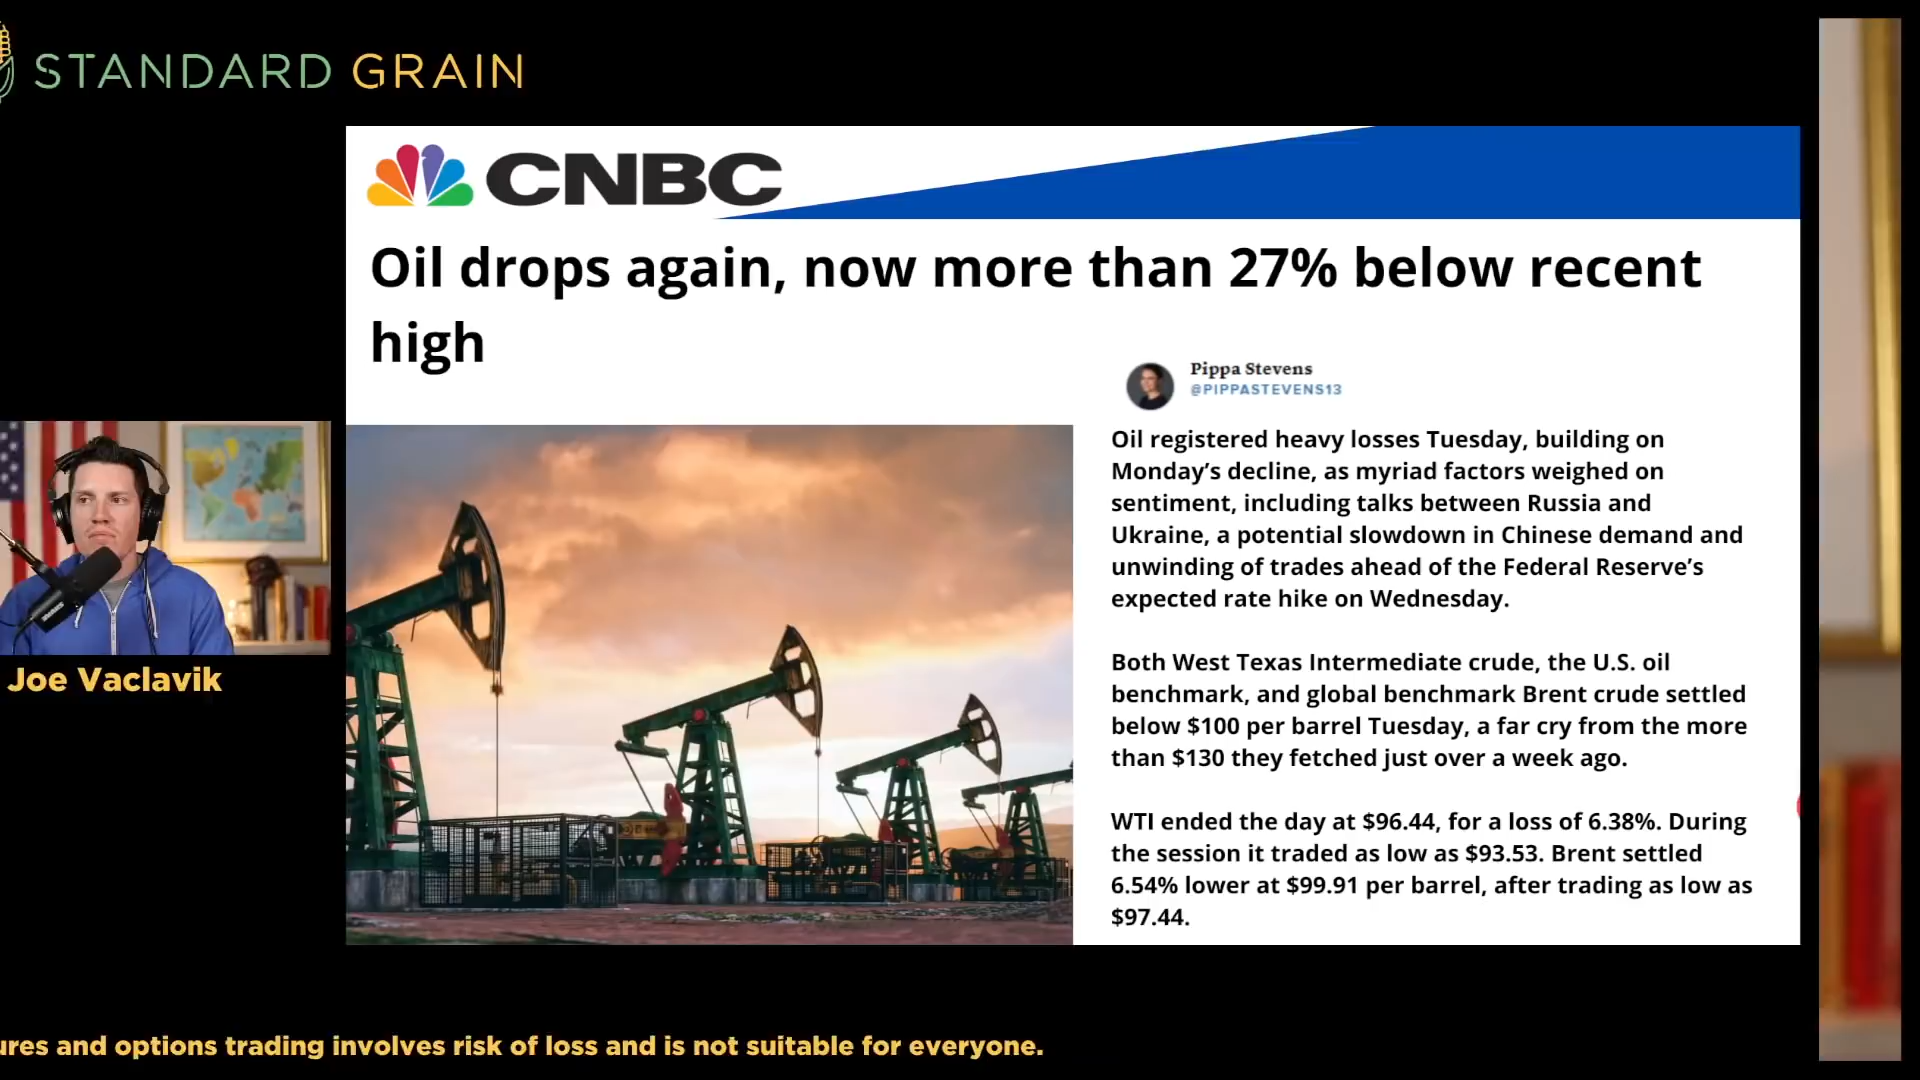 STANDARD GRAIN
CNBC
Oil drops again, now more than 27% below recent
high
Pippa Stevens
@PIPPASTEVENS13
Oil registered heavy losses Tuesday, building on
Monday’s decline, as myriad factors weighed on
sentiment, including talks between Russia and
Ukraine, a potential slowdown in Chinese demand and
unwinding of trades ahead of the Federal Reserve’s
expected rate hike on Wednesday.
Both West Texas Intermediate crude, the U.S. oil
benchmark, and global benchmark Brent crude settled
below $100 per barrel Tuesday, a far cry from the more
than $130 they fetched just over a week ago.
WTI ended the day at $96.44, for a loss of 6.38%. During
the session it traded as low as $93.53. Brent settled
6.54% lower at $99.91 per barrel, after trading as low as
$97.44.
Joe Vaclavik
ures and options trading involves risk of loss and is not suitable for everyone.